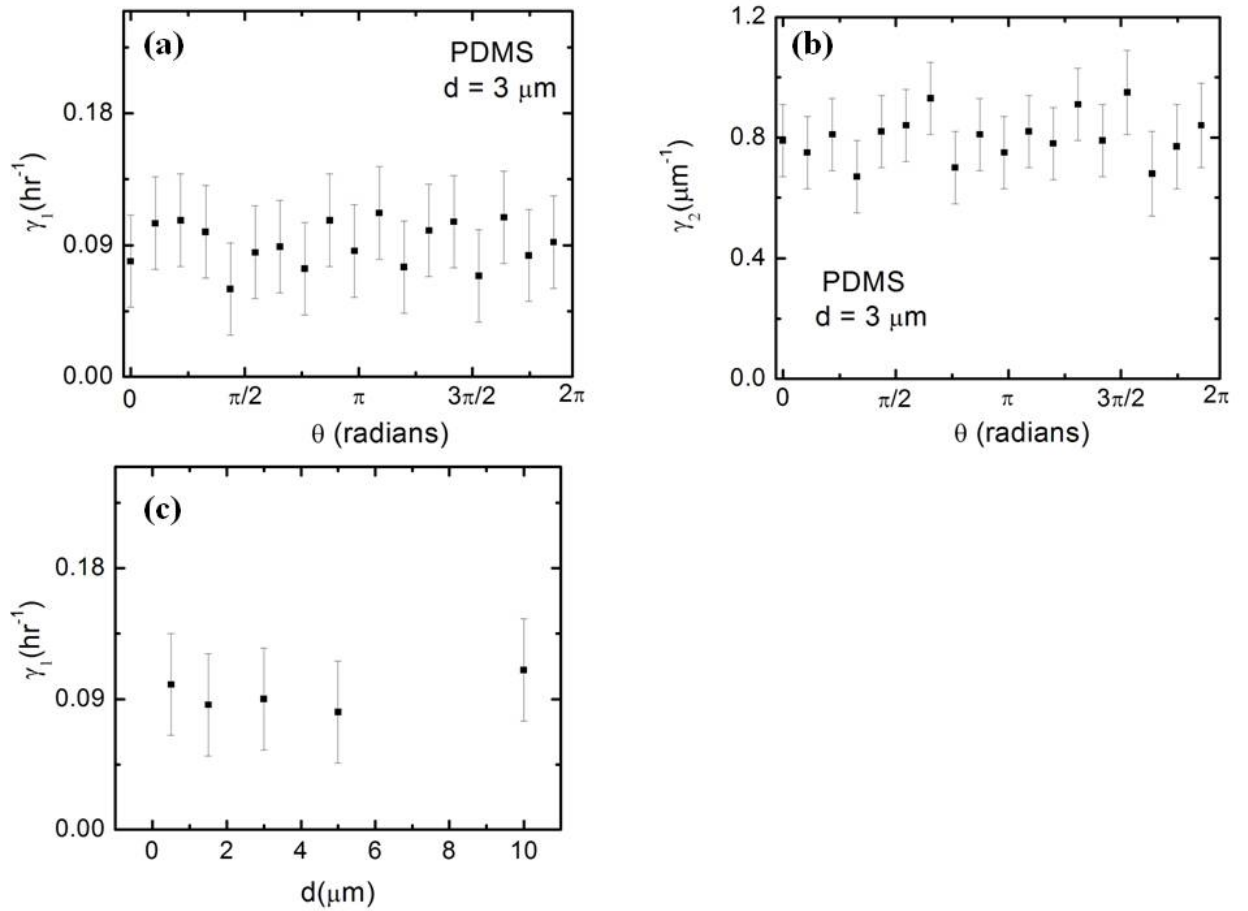 (a)
PDMS
d = 3 μm
γ₁(hr⁻¹)
0.18
0.09
0.00
0 π/2 π 3π/2 2π
θ (radians)
(b)
PDMS
d = 3 μm
γ₂(μm⁻¹)
1.2
0.8
0.4
0.0
0 π/2 π 3π/2 2π
θ (radians)
(c)
γ₁(hr⁻¹)
0.18
0.09
0.00
0 2 4 6 8 10
d(μm)